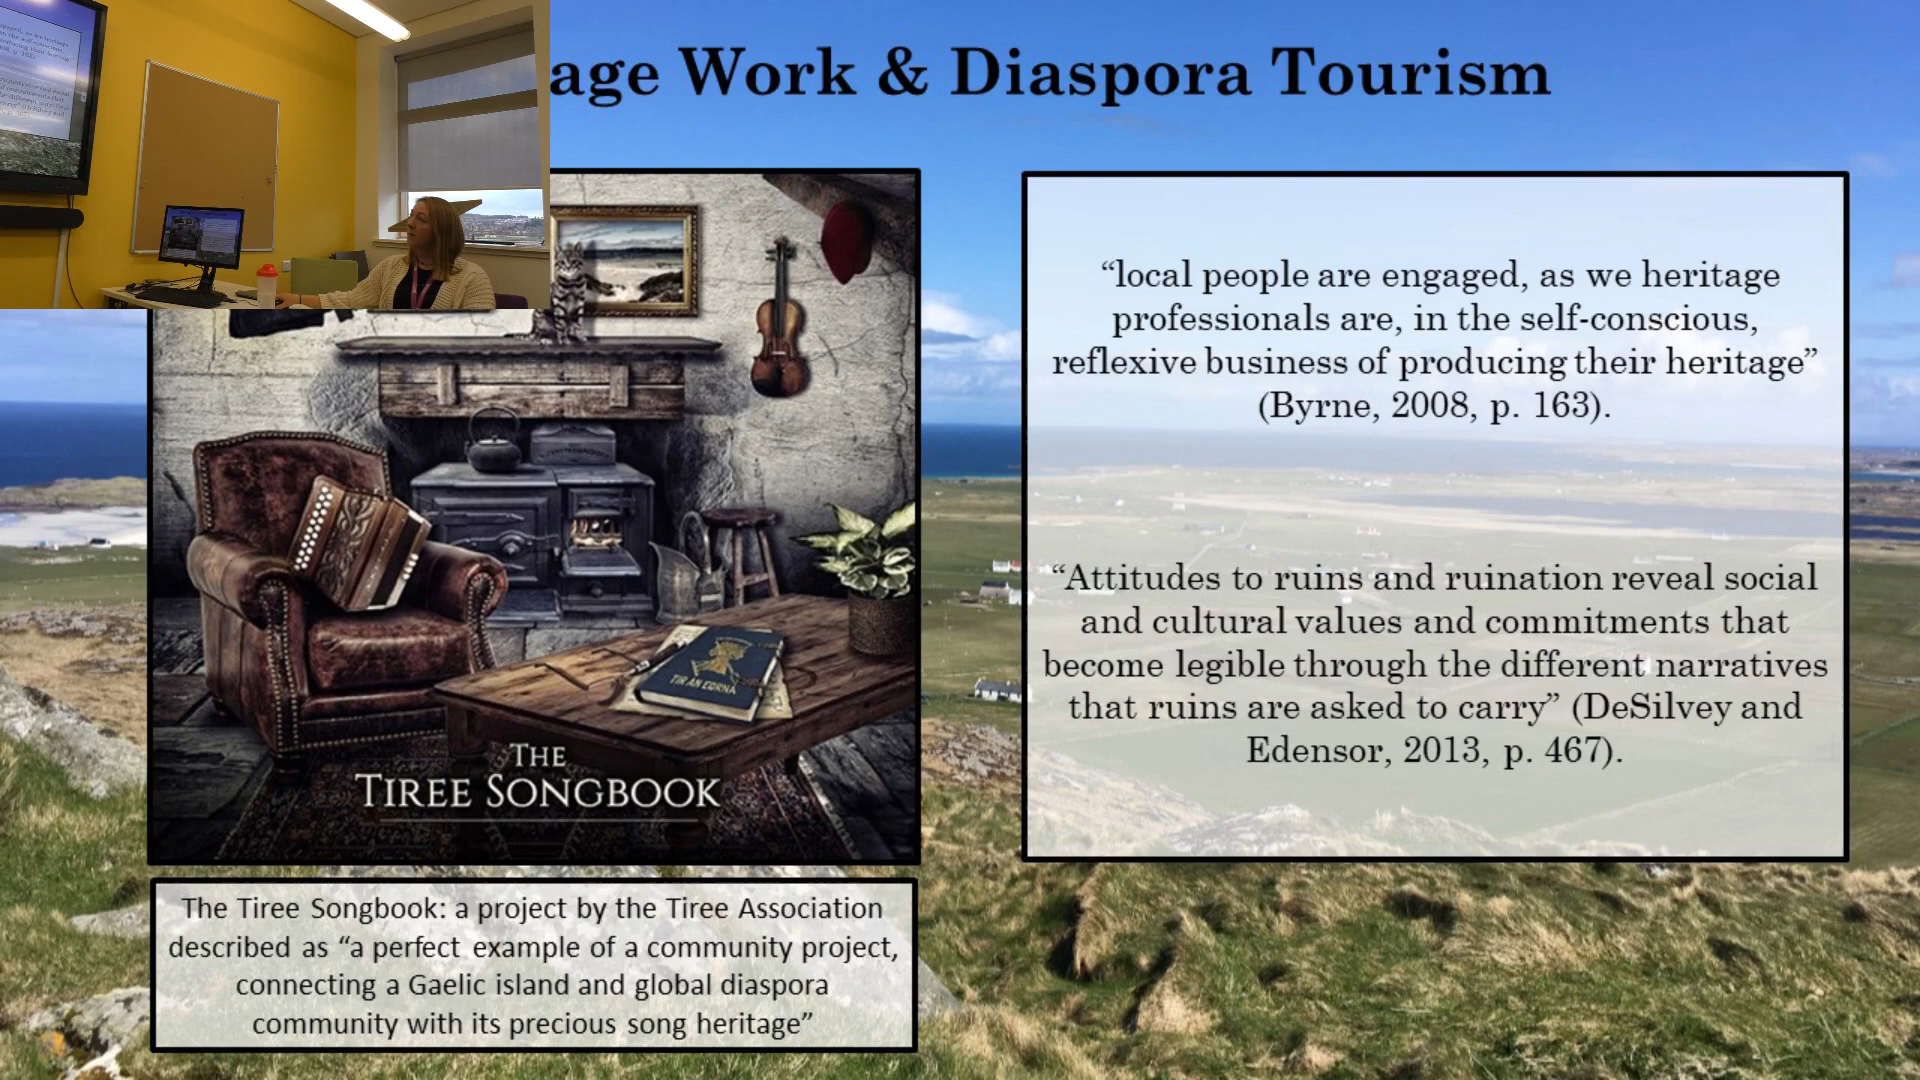 age Work & Diaspora Tourism
“local people are engaged, as we heritage
professionals are, in the self-conscious,
reflexive business of producing their heritage”
(Byrne, 2008, p. 163).
“Attitudes to ruins and ruination reveal social
and cultural values and commitments that
become legible through the different narratives
that ruins are asked to carry” (DeSilvey and
Edensor, 2013, p. 467).
TIR AN EORNA
THE
TIREE SONGBOOK
The Tiree Songbook: a project by the Tiree Association
described as “a perfect example of a community project,
connecting a Gaelic island and global diaspora
community with its precious song heritage”